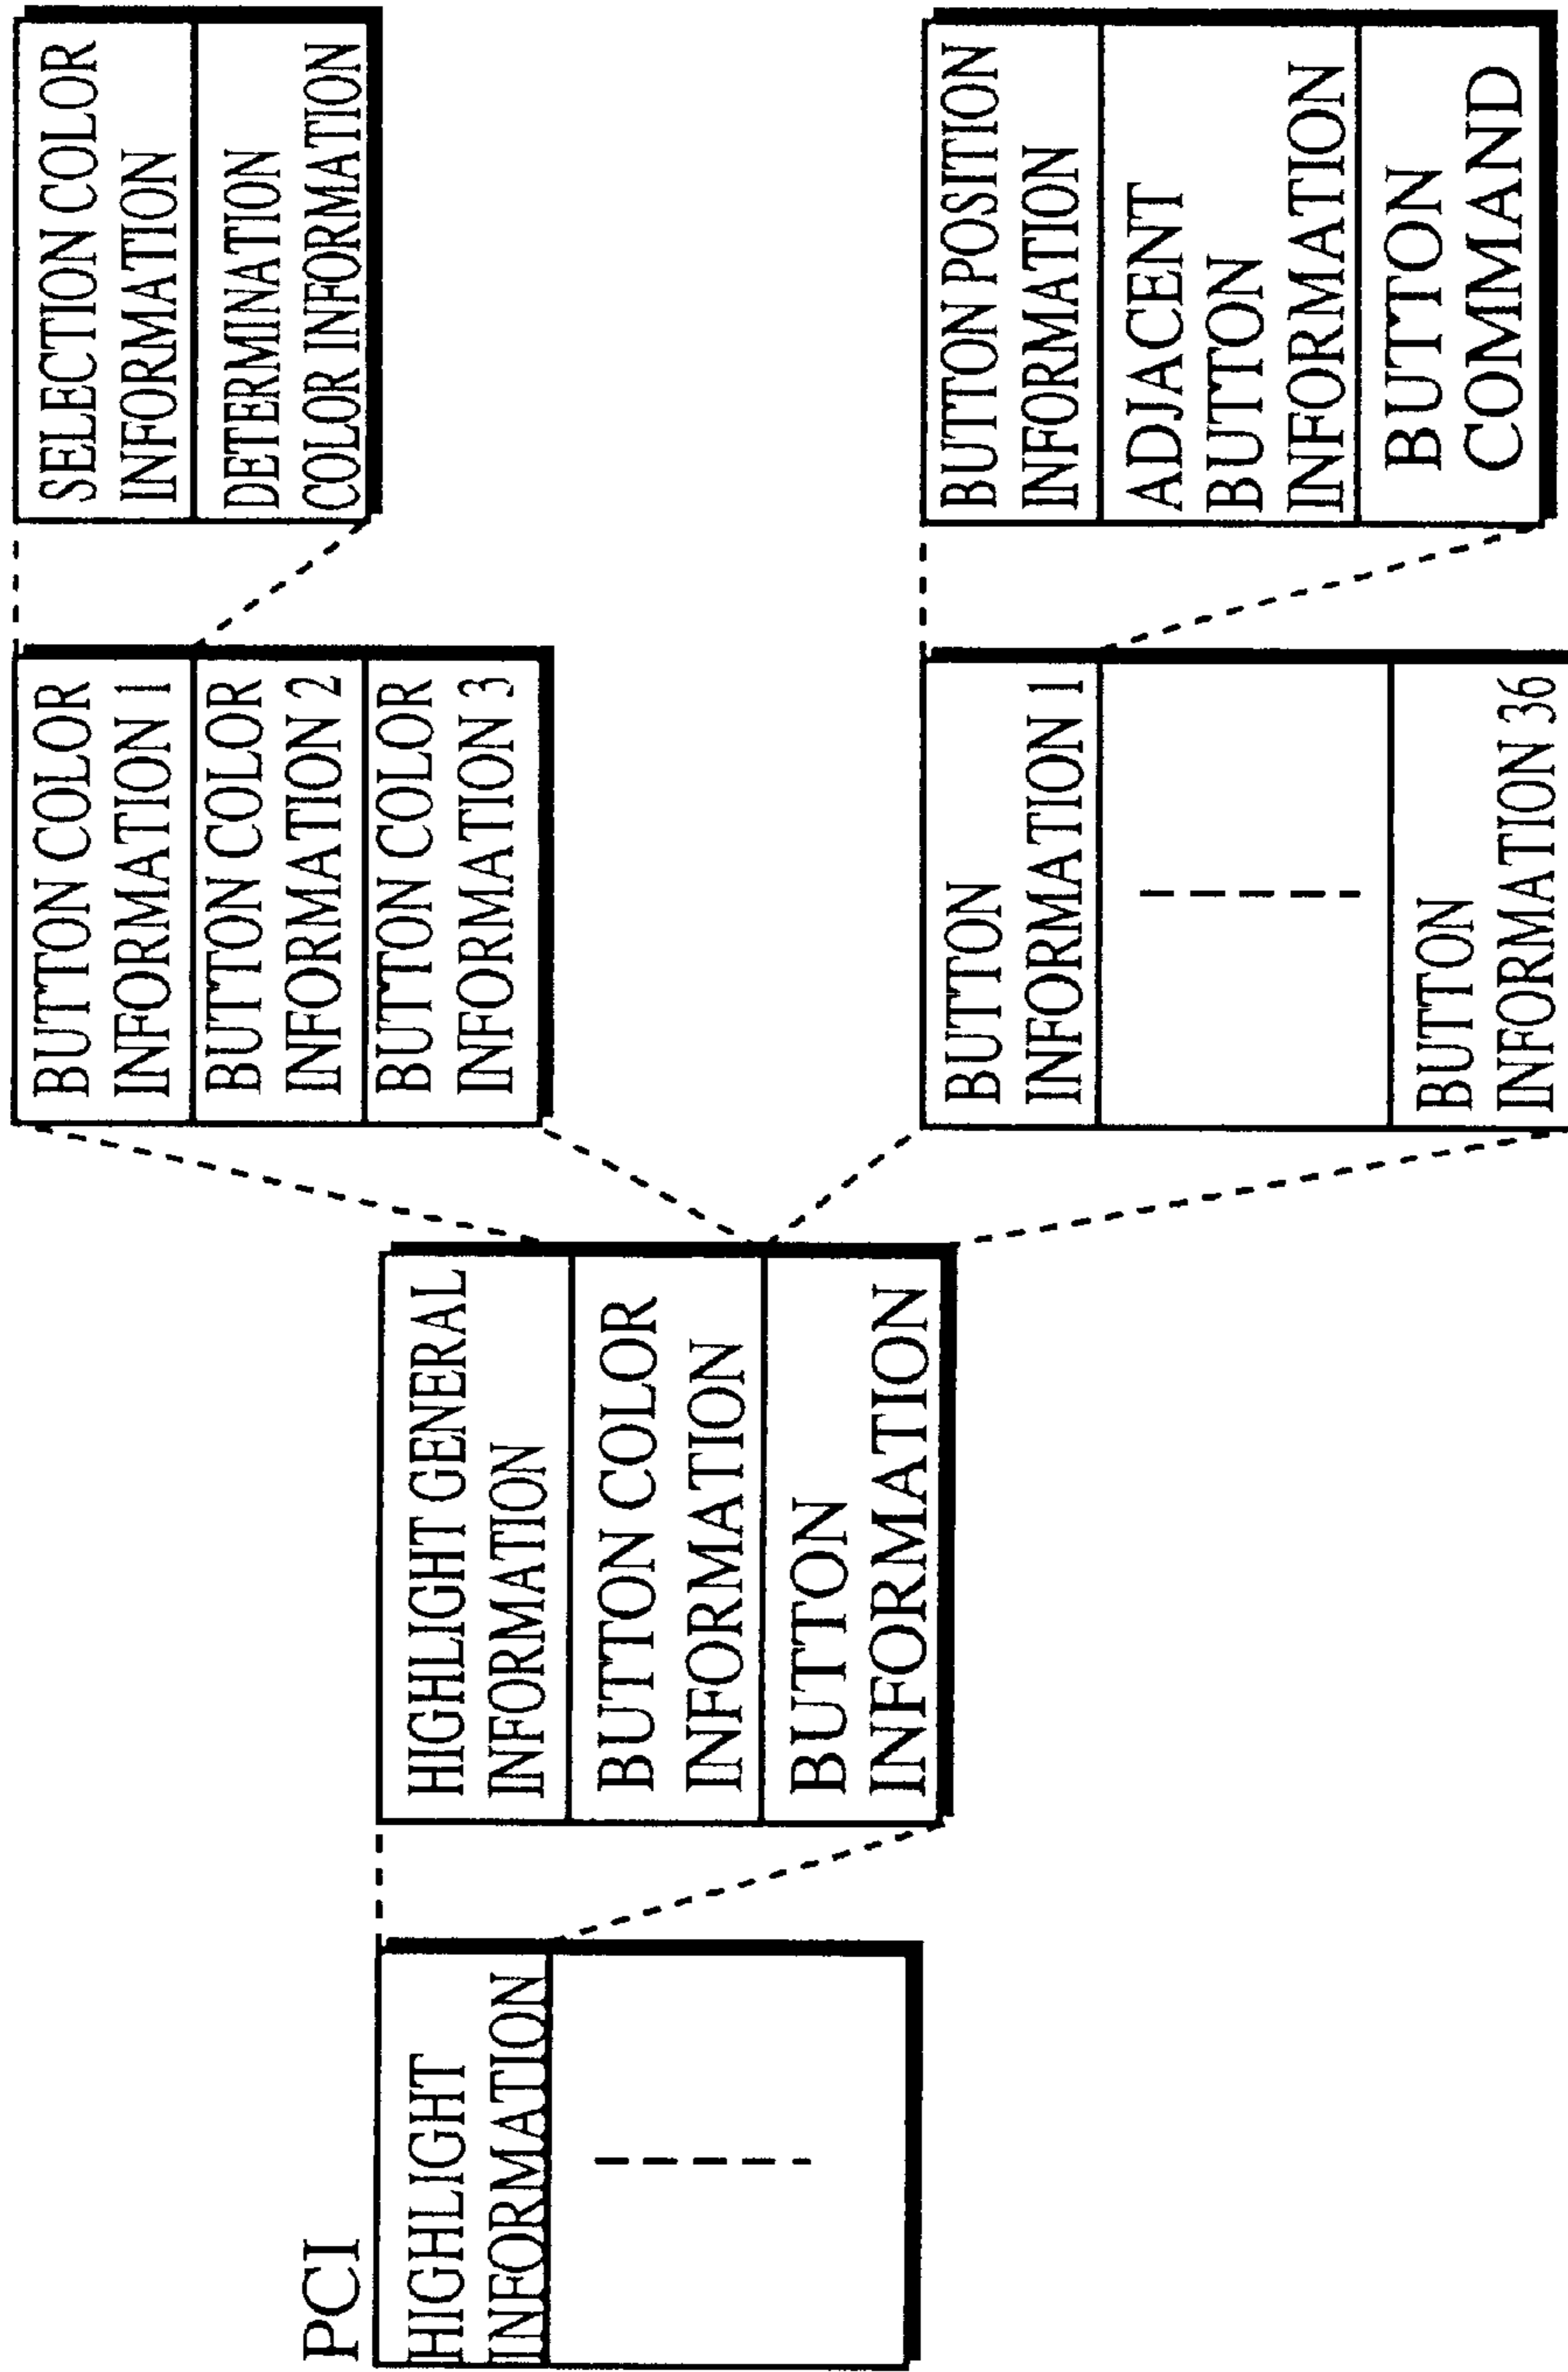 PCI
HIGHLIGHT
INFORMATION
HIGHLIGHT GENERAL
INFORMATION
BUTTON COLOR
INFORMATION
BUTTON
INFORMATION
BUTTON COLOR
INFORMATION 1
BUTTON COLOR
INFORMATION 2
BUTTON COLOR
INFORMATION 3
SELECTION COLOR
INFORMATION
DETERMINATION
COLOR INFORMATION
BUTTON
INFORMATION 1
BUTTON
INFORMATION 36
BUTTON POSITION
INFORMATION
ADJACENT
BUTTON
INFORMATION
BUTTON
COMMAND